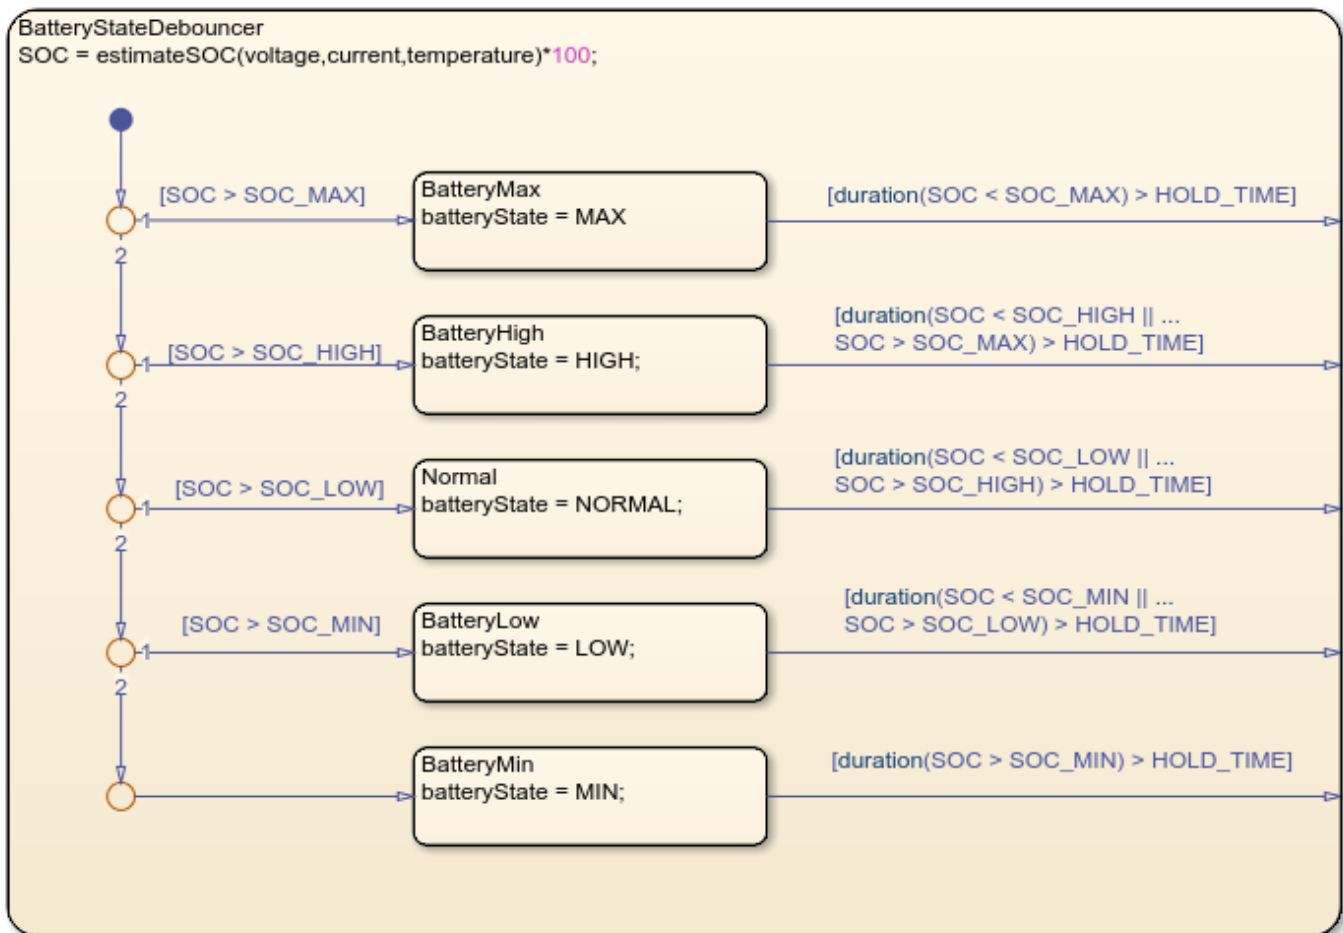 BatteryStateDebouncer
SOC = estimateSOC(voltage,current,temperature)*100;
[SOC > SOC_MAX]
1
2
BatteryMax
batteryState = MAX
[duration(SOC < SOC_MAX) > HOLD_TIME]
[SOC > SOC_HIGH]
1
2
BatteryHigh
batteryState = HIGH;
[duration(SOC < SOC_HIGH || ...
SOC > SOC_MAX) > HOLD_TIME]
[SOC > SOC_LOW]
1
2
Normal
batteryState = NORMAL;
[duration(SOC < SOC_LOW || ...
SOC > SOC_HIGH) > HOLD_TIME]
[SOC > SOC_MIN]
1
2
BatteryLow
batteryState = LOW;
[duration(SOC < SOC_MIN || ...
SOC > SOC_LOW) > HOLD_TIME]
BatteryMin
batteryState = MIN;
[duration(SOC > SOC_MIN) > HOLD_TIME]